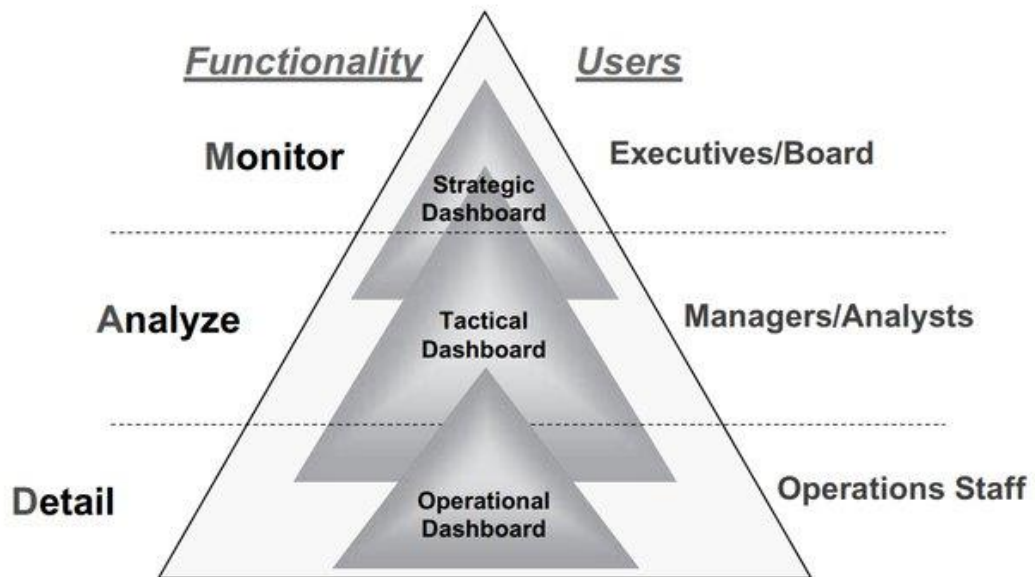 Functionality
Users
Monitor
Executives/Board
Strategic
Dashboard
Analyze
Tactical
Dashboard
Managers/Analysts
Detail
Operational
Dashboard
Operations Staff